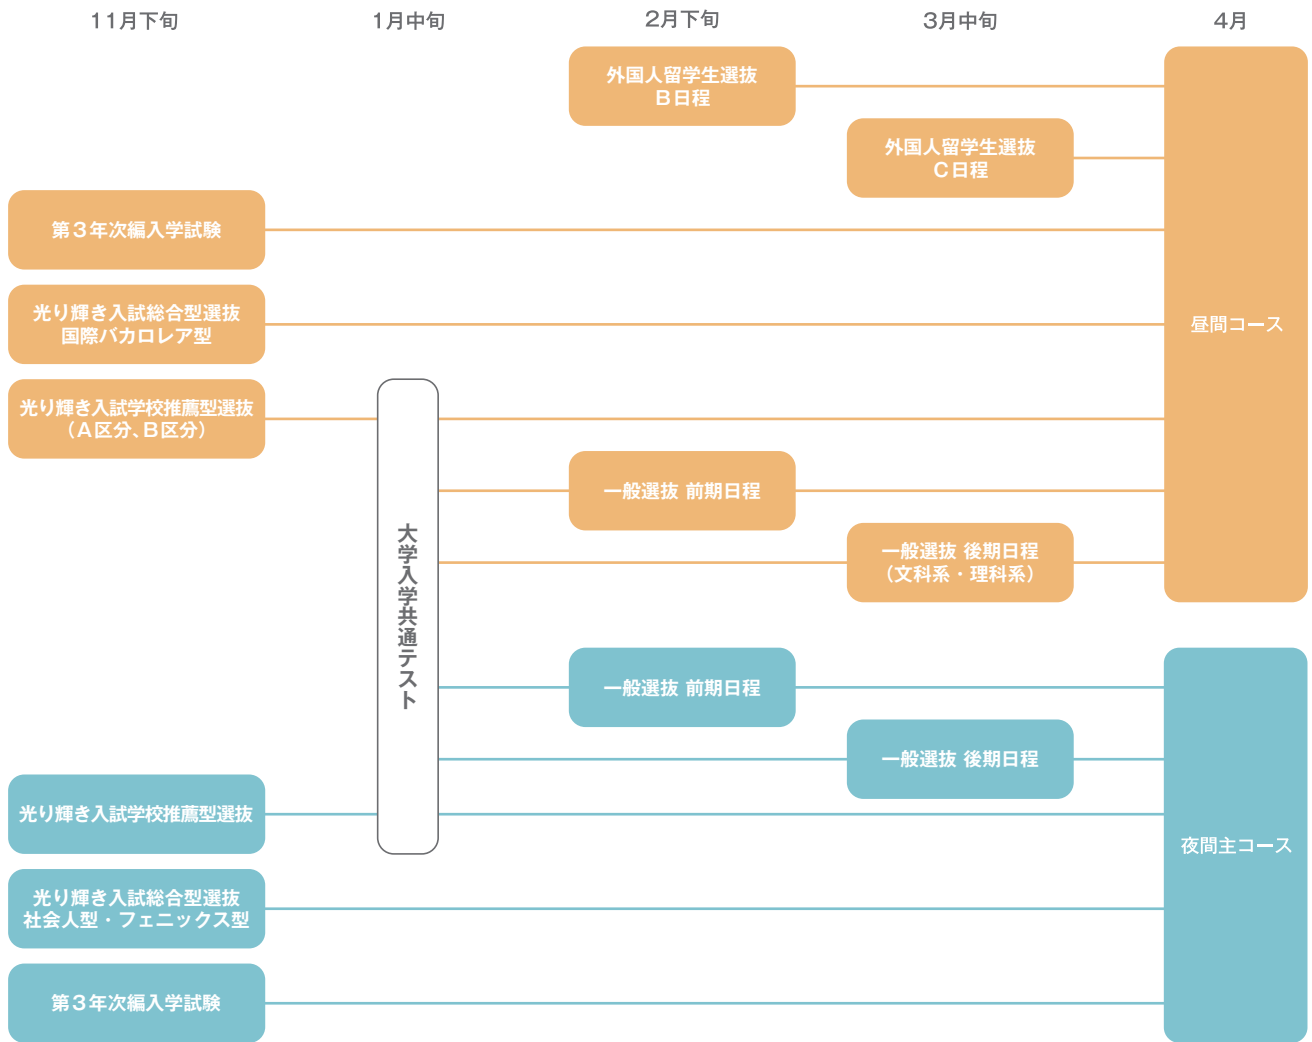 11月下旬
1月中旬
2月下旬
3月中旬
4月
外国人留学生選抜
B日程
外国人留学生選抜
C日程
第3年次編入学試験
光り輝き入試総合型選抜
国際バカロレア型
昼間コース
光り輝き入試学校推薦型選抜
(A区分、B区分)
一般選抜 前期日程
大学入学共通テスト
一般選抜 後期日程
(文科系・理科系)
一般選抜 前期日程
一般選抜 後期日程
光り輝き入試学校推薦型選抜
夜間主コース
光り輝き入試総合型選抜
社会人型・フェニックス型
第3年次編入学試験